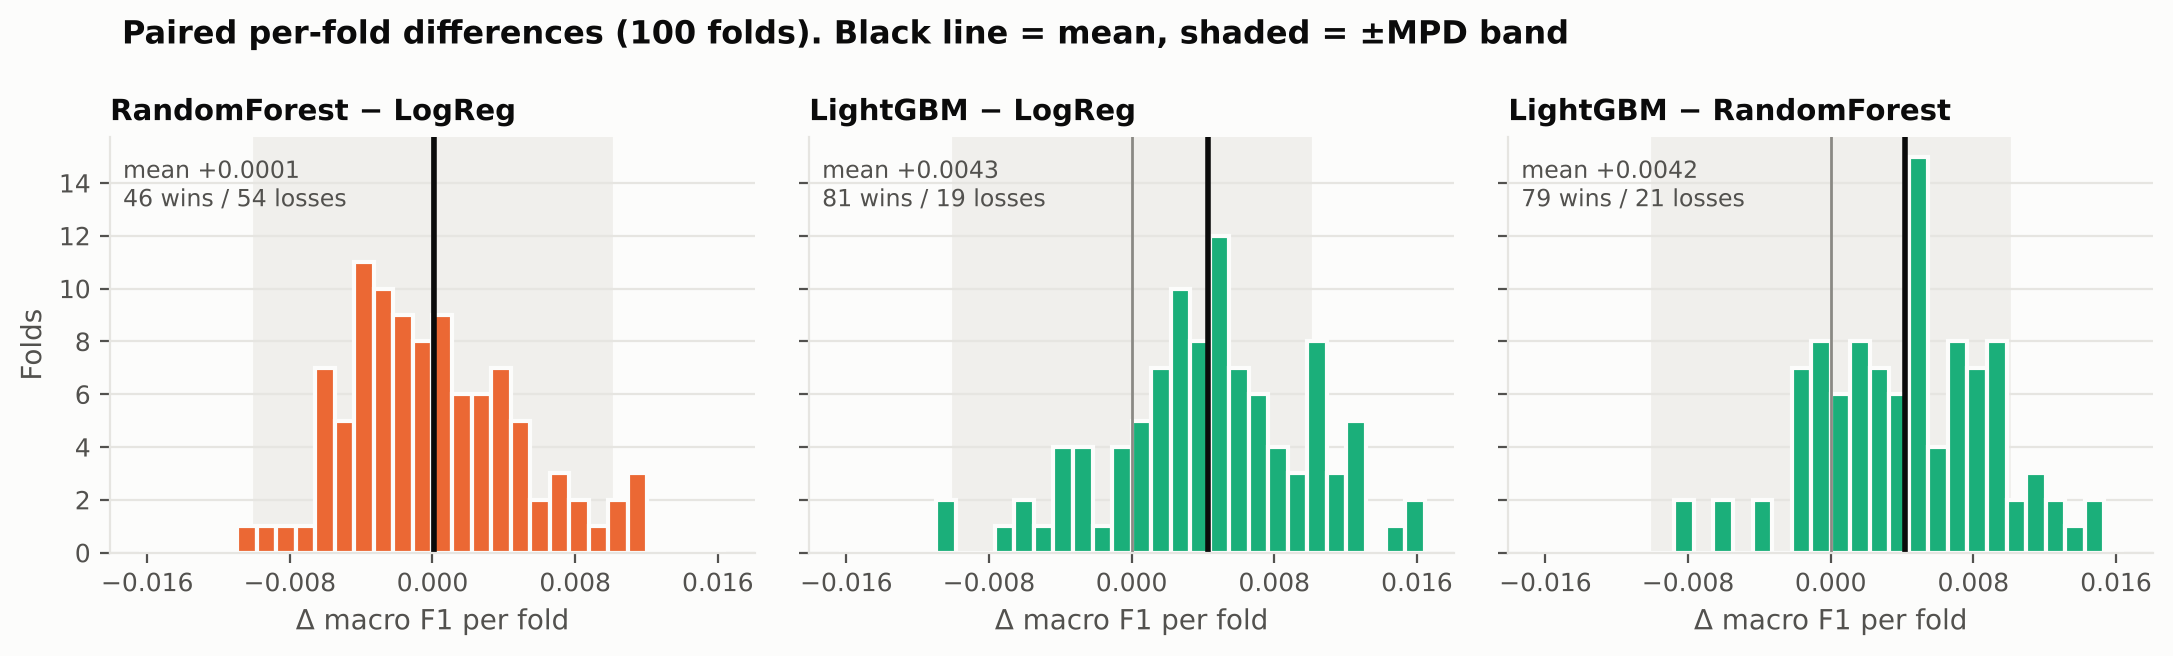 Paired per-fold differences (100 folds). Black line = mean, shaded = ±MPD band
RandomForest − LogReg
mean +0.0001
46 wins / 54 losses
Folds
14
12
10
8
6
4
2
0
−0.016 −0.008 0.000 0.008 0.016
Δ macro F1 per fold
LightGBM − LogReg
mean +0.0043
81 wins / 19 losses
−0.016 −0.008 0.000 0.008 0.016
Δ macro F1 per fold
LightGBM − RandomForest
mean +0.0042
79 wins / 21 losses
−0.016 −0.008 0.000 0.008 0.016
Δ macro F1 per fold